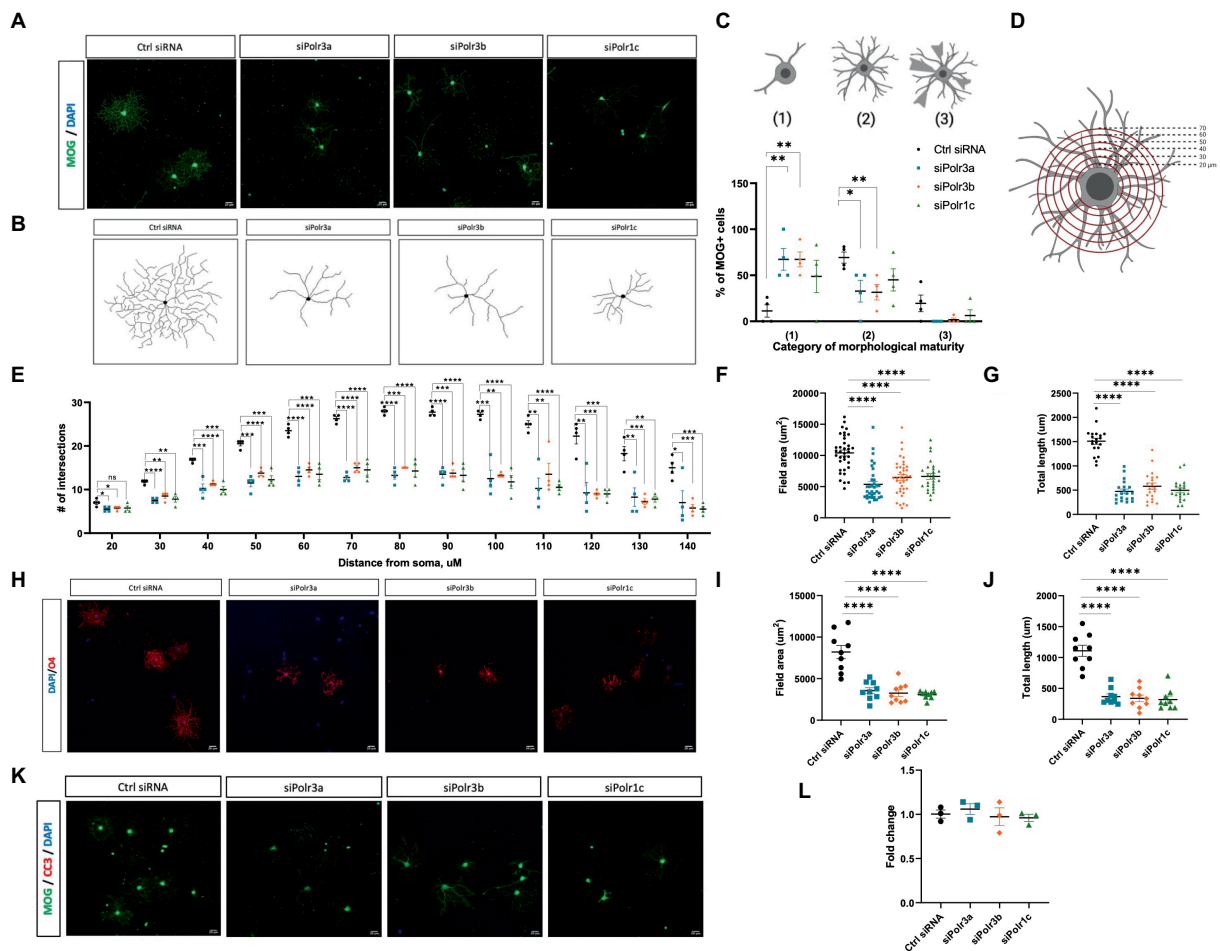 A
Ctrl siRNA
siPolr3a
siPolr3b
siPolr1c
MOG / DAPI
B
Ctrl siRNA
siPolr3a
siPolr3b
siPolr1c
C
(1)
(2)
(3)
Ctrl siRNA
siPolr3a
siPolr3b
siPolr1c
**
**
*
**
150
100
50
0
% of MOG+ cells
(1)
(2)
(3)
Category of morphological maturity
D
70
60
50
40
30
20 µm
E
# of intersections
30
20
10
0
ns
*
*
**
**
****
****
****
***
***
***
***
***
****
****
****
****
****
****
****
***
****
****
***
****
****
**
***
****
**
**
***
***
**
**
***
**
***
***
*
20
30
40
50
60
70
80
90
100
110
120
130
140
Distance from soma, uM
F
****
****
****
Field area (um²)
20000
15000
10000
5000
0
Ctrl siRNA
siPolr3a
siPolr3b
siPolr1c
G
****
****
****
Total length (um)
2500
2000
1500
1000
500
0
Ctrl siRNA
siPolr3a
siPolr3b
siPolr1c
H
Ctrl siRNA
siPolr3a
siPolr3b
siPolr1c
DAPI/O4
I
****
****
****
Field area (um²)
15000
10000
5000
0
Ctrl siRNA
siPolr3a
siPolr3b
siPolr1c
J
****
****
****
Total length (um)
2000
1500
1000
500
0
Ctrl siRNA
siPolr3a
siPolr3b
siPolr1c
K
Ctrl siRNA
siPolr3a
siPolr3b
siPolr1c
MOG / CC3 / DAPI
L
Fold change
1.5
1.0
0.5
0.0
Ctrl siRNA
siPolr3a
siPolr3b
siPolr1c